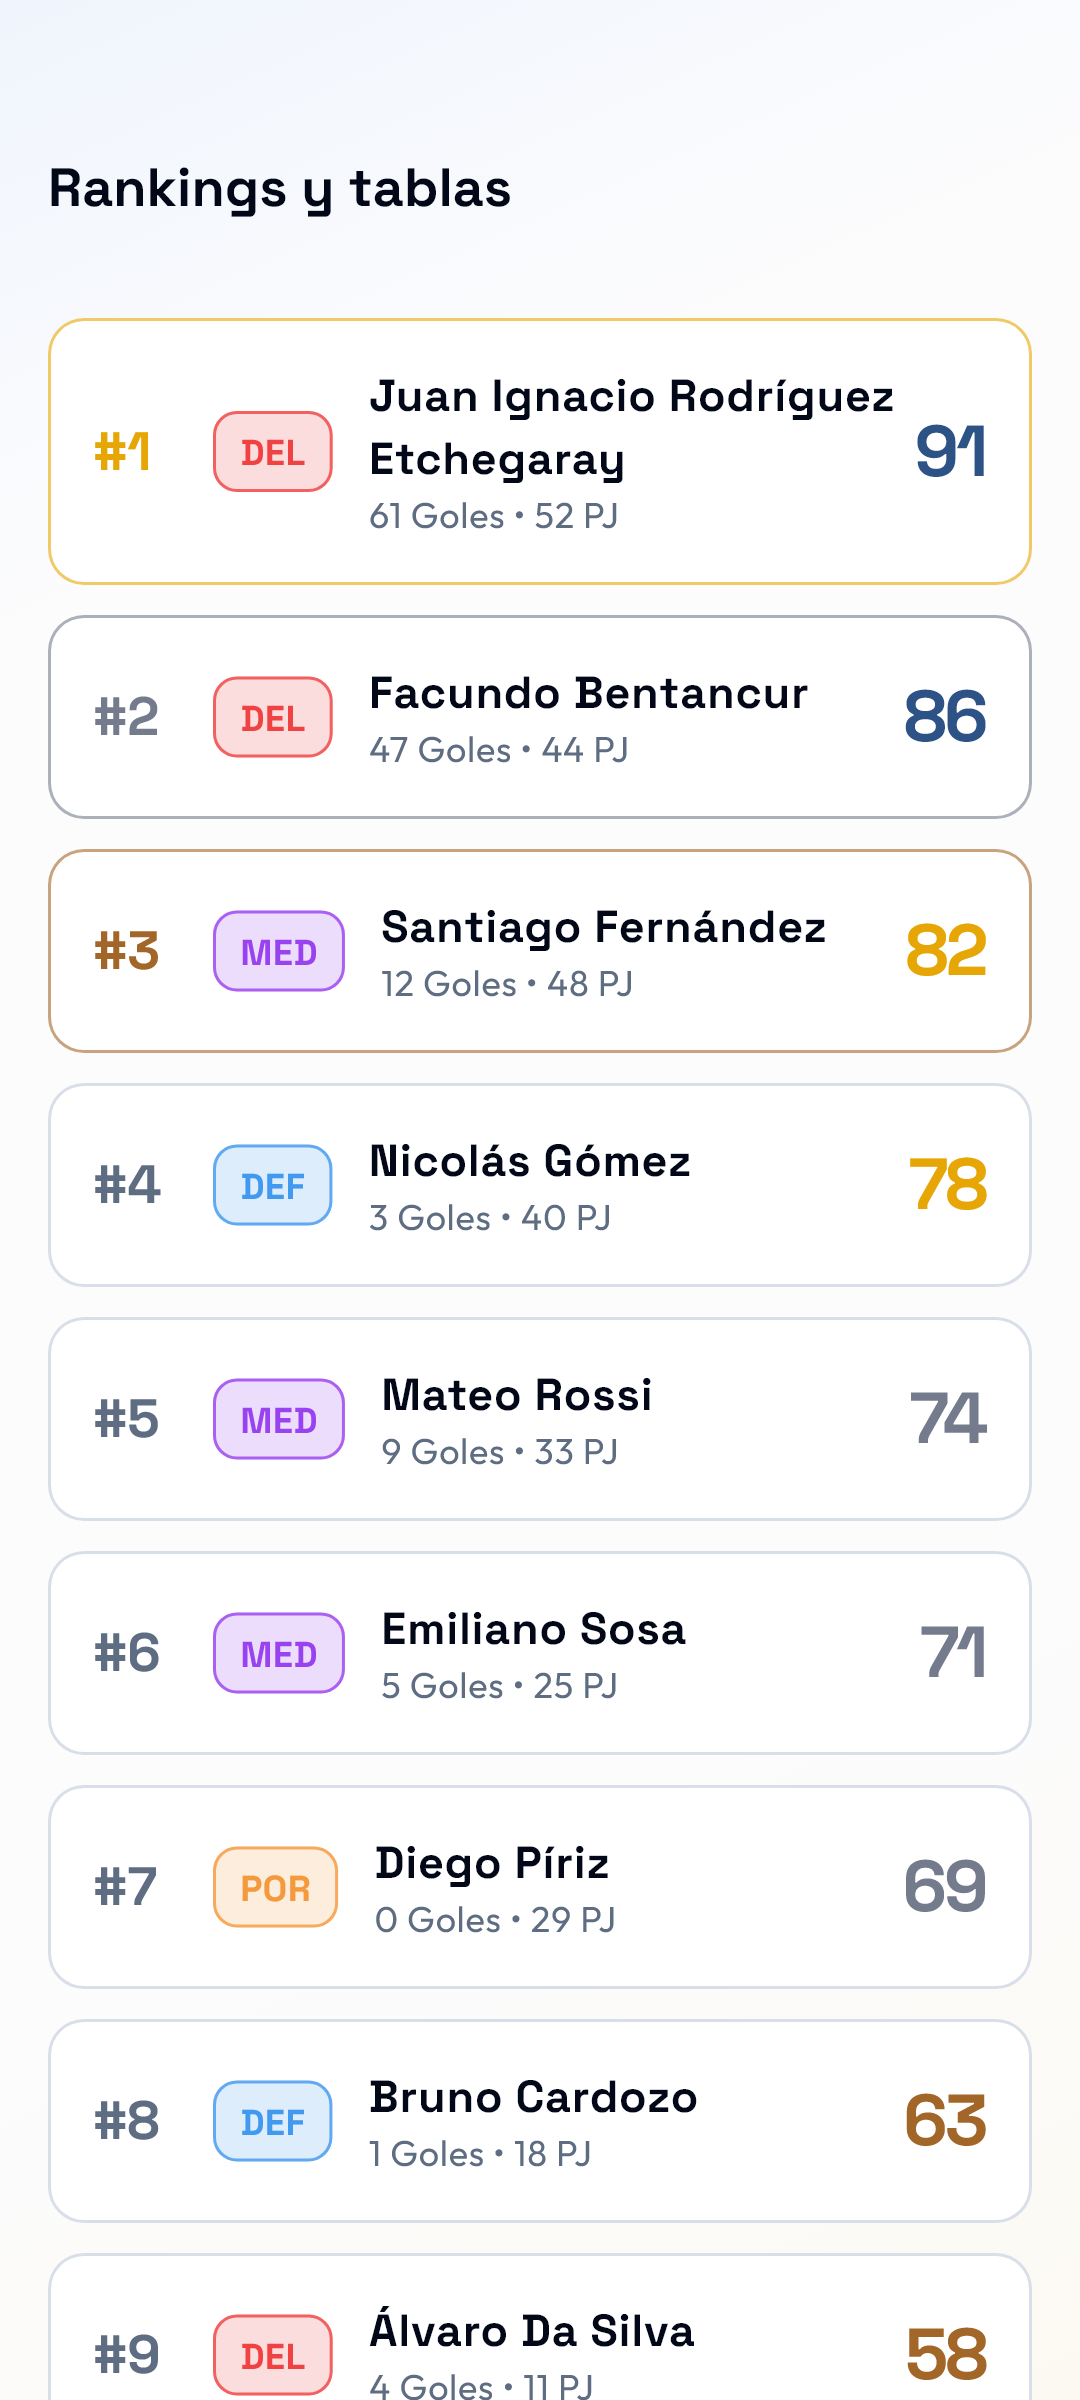 Rankings y tablas
#1 DEL Juan Ignacio Rodríguez Etchegaray 91
61 Goles • 52 PJ
#2 DEL Facundo Bentancur 86
47 Goles • 44 PJ
#3 MED Santiago Fernández 82
12 Goles • 48 PJ
#4 DEF Nicolás Gómez 78
3 Goles • 40 PJ
#5 MED Mateo Rossi 74
9 Goles • 33 PJ
#6 MED Emiliano Sosa 71
5 Goles • 25 PJ
#7 POR Diego Píriz 69
0 Goles • 29 PJ
#8 DEF Bruno Cardozo 63
1 Goles • 18 PJ
#9 DEL Álvaro Da Silva 58
4 Goles • 11 PJ